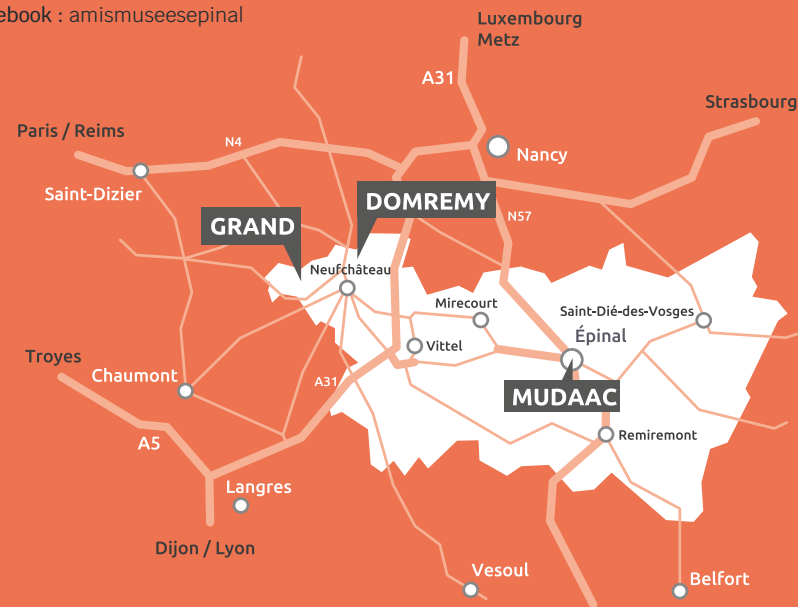 ebook : amismuseesepinal
Luxembourg
Metz
A31
Strasbourg
Paris / Reims
N4
Nancy
Saint-Dizier
DOMREMY
GRAND
N57
Neufchâteau
Mirecourt
Saint-Dié-des-Vosges
Épinal
Vittel
Troyes
Chaumont
A31
MUDAAC
A5
Remiremont
Langres
Dijon / Lyon
Vesoul
Belfort